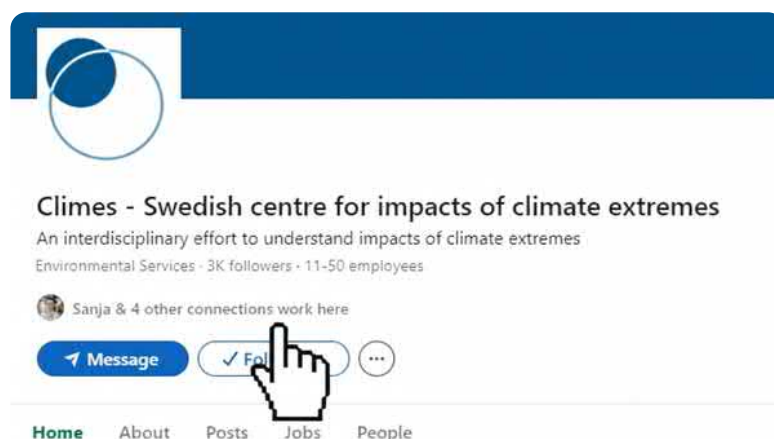 Climes - Swedish centre for impacts of climate extremes
An interdisciplinary effort to understand impacts of climate extremes
Environmental Services · 3K followers · 11-50 employees
Sanja & 4 other connections work here
Message
Home About Posts Jobs People